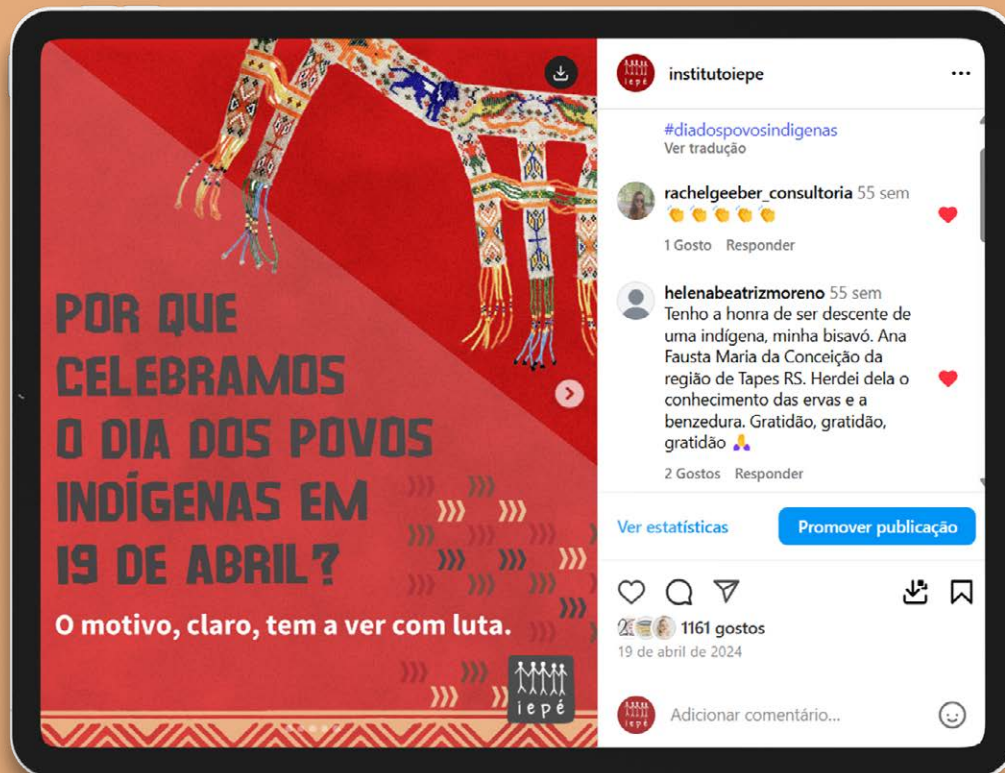 POR QUE
CELEBRAMOS
O DIA DOS POVOS
INDÍGENAS EM
19 DE ABRIL?
O motivo, claro, tem a ver com luta.
iepé
iepé
institutoiepe
#diadospovosindigenas
Ver tradução
rachelgeeber_consultoria 55 sem
1 Gosto Responder
helenabeatrizmoreno 55 sem
Tenho a honra de ser descente de
uma indígena, minha bisavó. Ana
Fausta Maria da Conceição da
região de Tapes RS. Herdei dela o
conhecimento das ervas e a
benzedura. Gratidão, gratidão,
gratidão
2 Gostos Responder
Ver estatísticas Promover publicação
1161 gostos
19 de abril de 2024
iepé
Adicionar comentário...